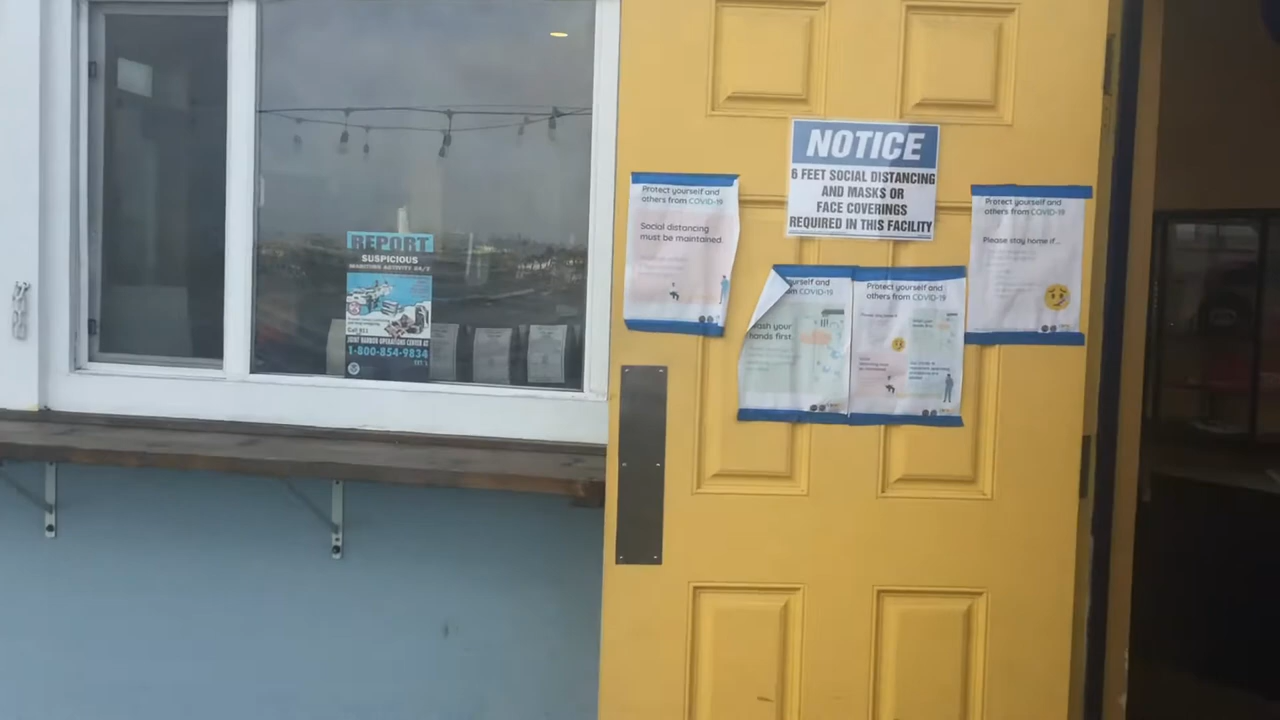 REPORT
SUSPICIOUS
MARITIME ACTIVITY 24/7
Call 911
JOINT HARBOR OPERATIONS CENTER AT
1-800-854-9834
Protect yourself and
others from COVID-19
Social distancing
must be maintained.
NOTICE
6 FEET SOCIAL DISTANCING
AND MASKS OR
FACE COVERINGS
REQUIRED IN THIS FACILITY
Protect yourself and
others from COVID-19
Please stay home if...
yourself and
from COVID-19
Wash your
hands first.
Protect yourself and
others from COVID-19